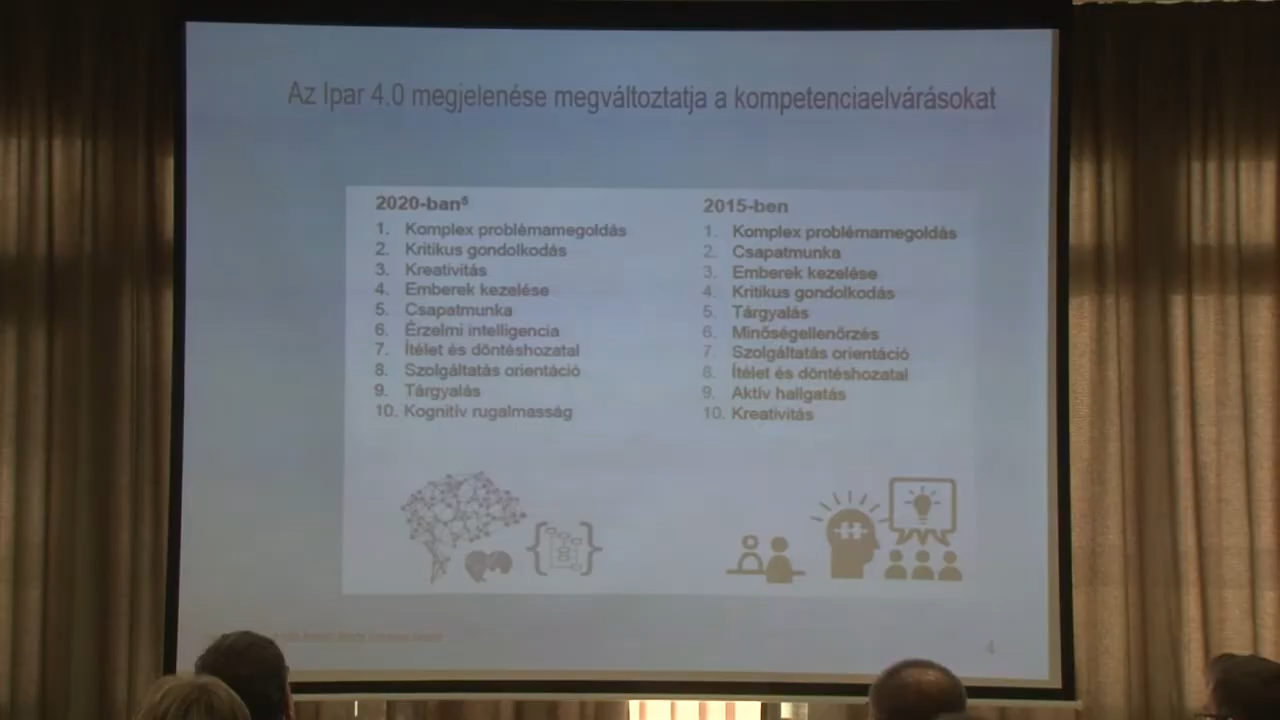 Az Ipar 4.0 megjelenése megváltoztatja a kompetenciaelvárásokat
2020-ban⁵
1. Komplex problémamegoldás
2. Kritikus gondolkodás
3. Kreativitás
4. Emberek kezelése
5. Csapatmunka
6. Érzelmi intelligencia
7. Ítélet és döntéshozatal
8. Szolgáltatás orientáció
9. Tárgyalás
10. Kognitív rugalmasság
2015-ben
1. Komplex problémamegoldás
2. Csapatmunka
3. Emberek kezelése
4. Kritikus gondolkodás
5. Tárgyalás
6. Minőségellenőrzés
7. Szolgáltatás orientáció
8. Ítélet és döntéshozatal
9. Aktív hallgatás
10. Kreativitás
4